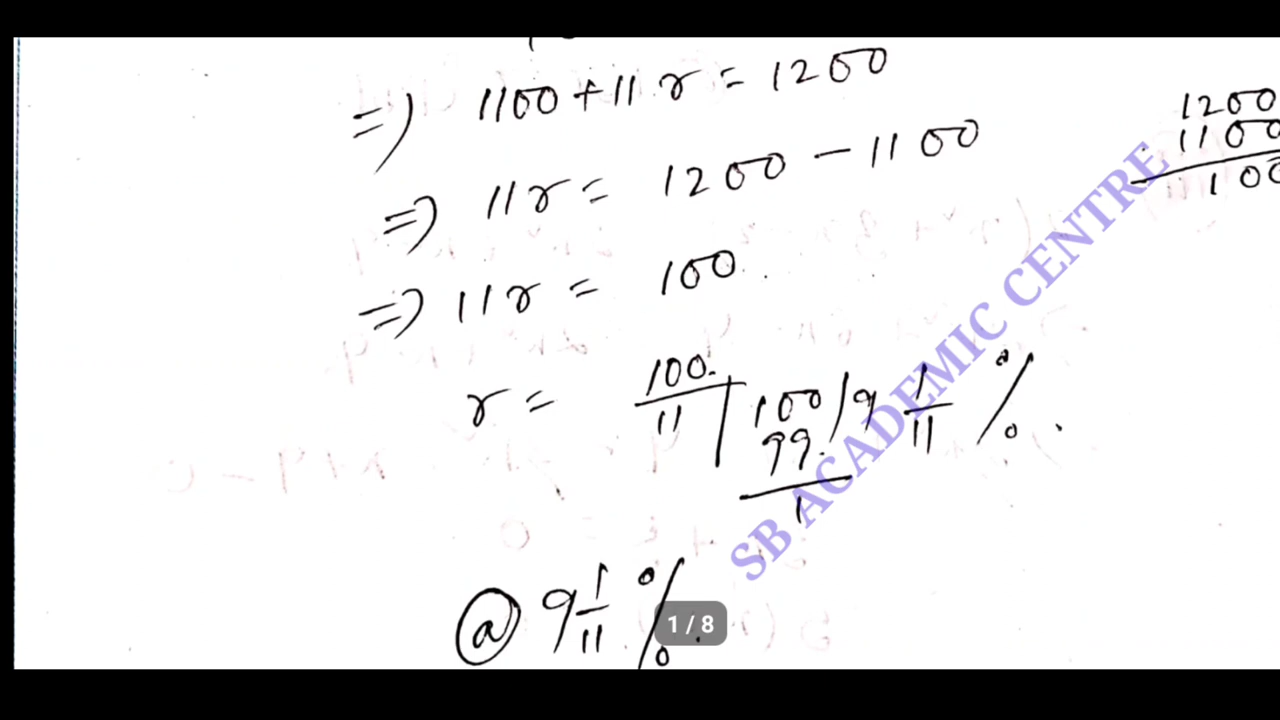 => 1100 + 11 r = 1200
1200
1100
100
=> 11r = 1200 - 1100
=> 11r = 100
r = 100/11 | 100 / 9 1/11 %.
99
1
(a) 9 1/11 %.
SB ACADEMIC CENTRE
1 / 8